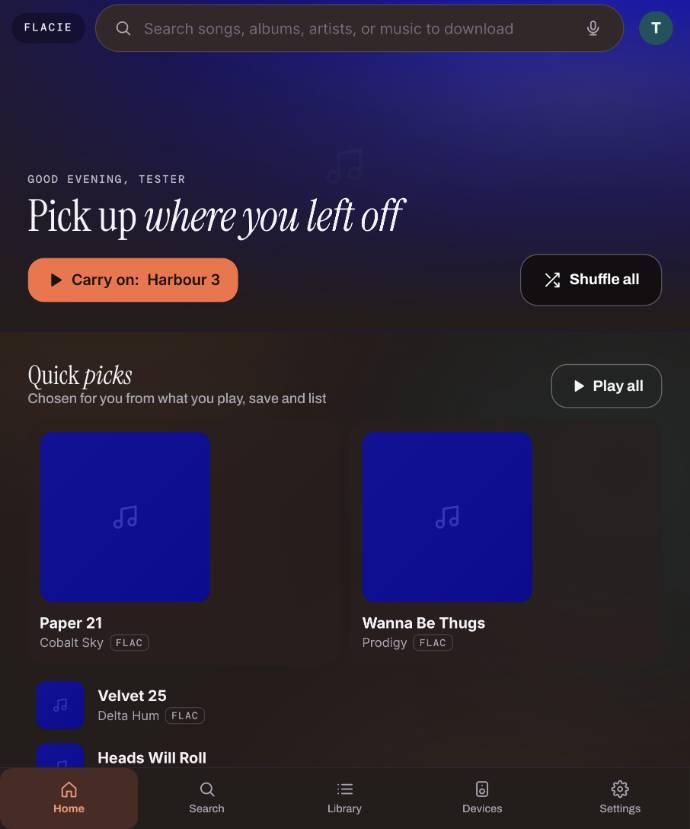 FLACIE
Search songs, albums, artists, or music to download
T
GOOD EVENING, TESTER
Pick up where you left off
Carry on: Harbour 3
Shuffle all
Quick picks
Chosen for you from what you play, save and list
Play all
Paper 21
Cobalt Sky FLAC
Wanna Be Thugs
Prodigy FLAC
Velvet 25
Delta Hum FLAC
Heads Will Roll
Home
Search
Library
Devices
Settings